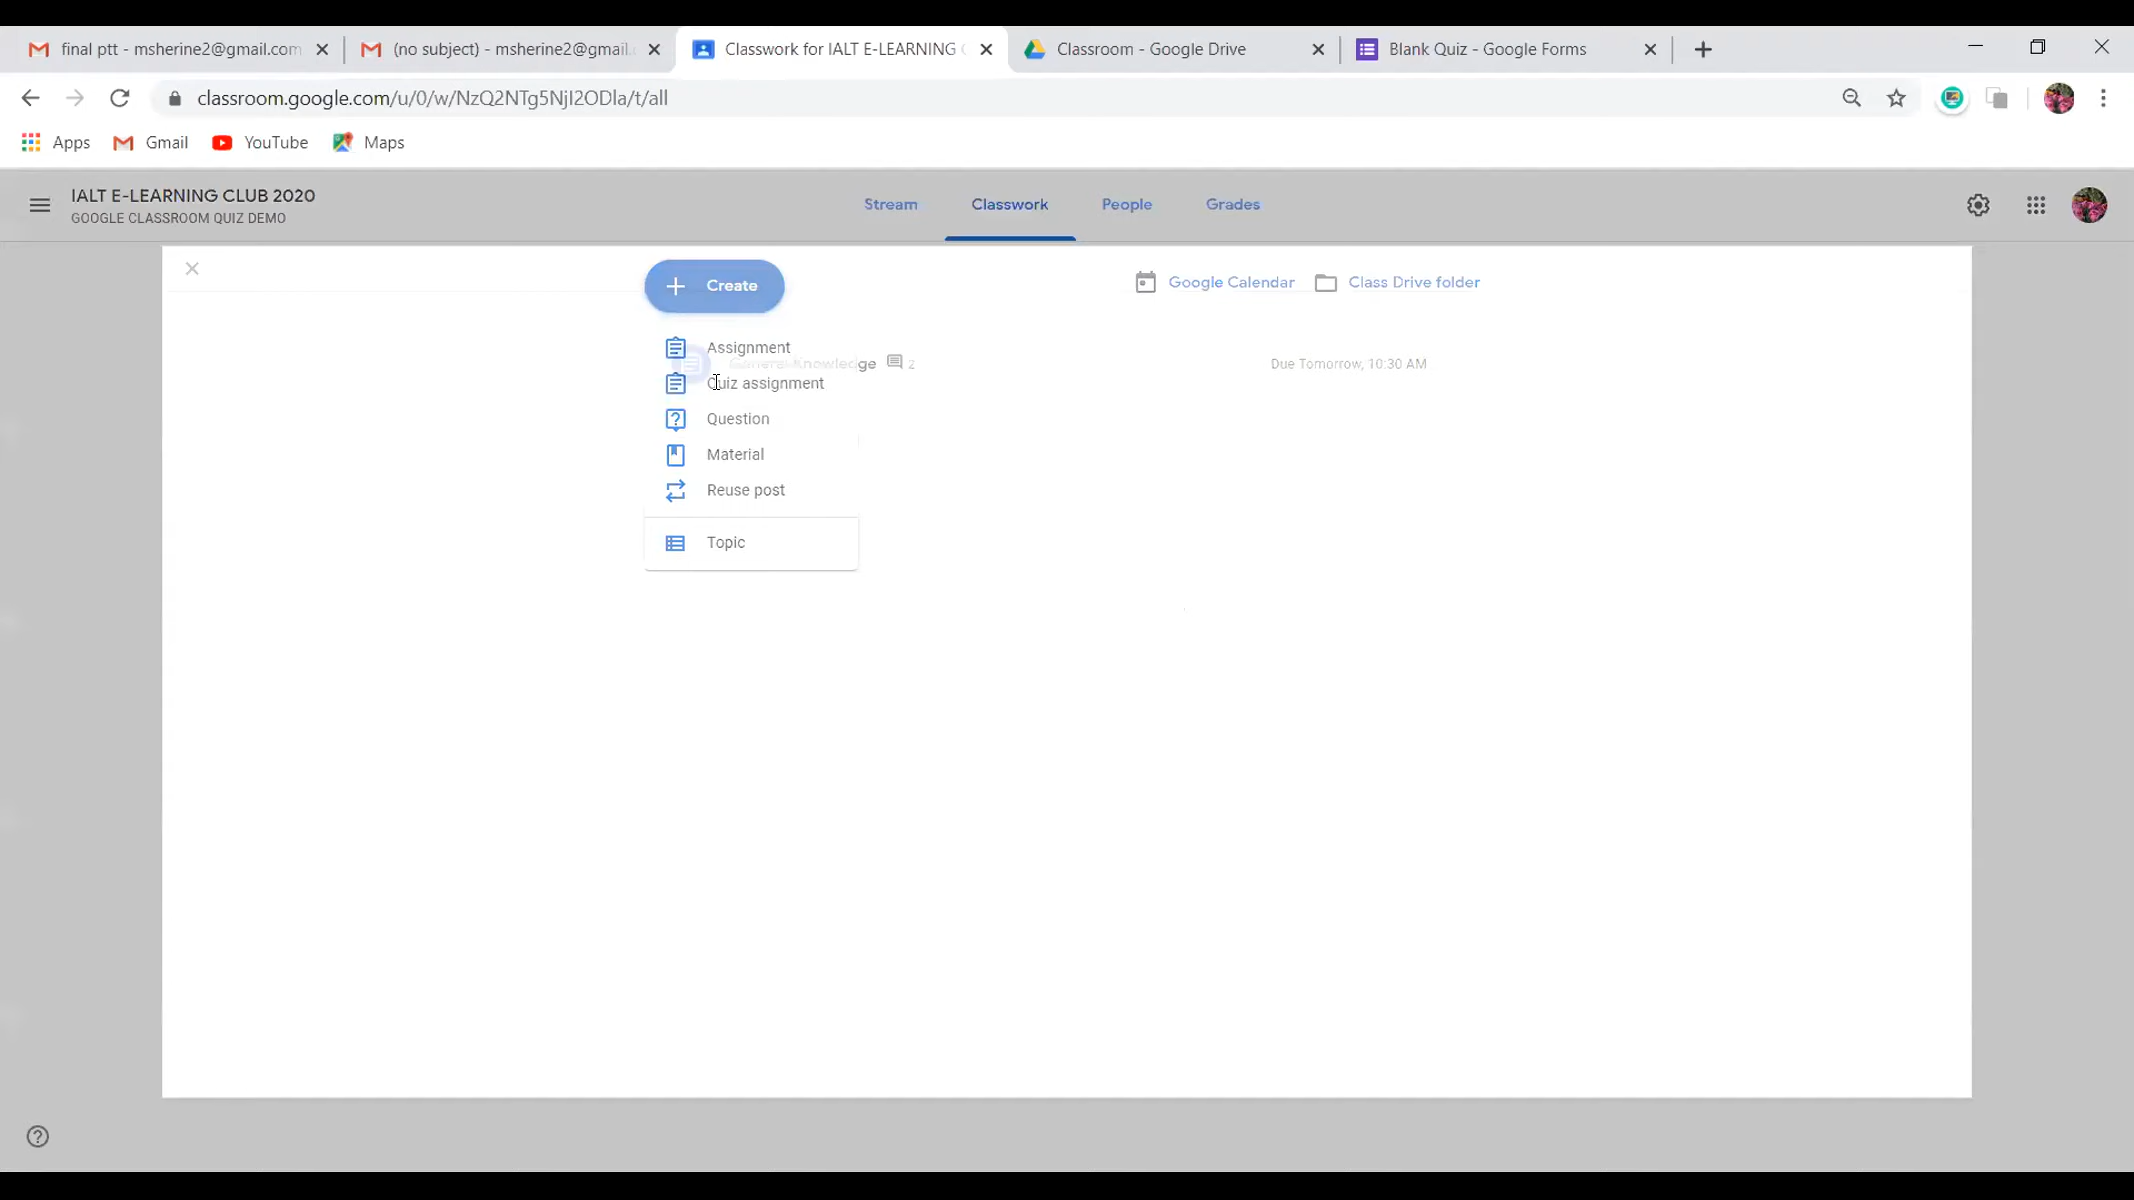 final ptt - msherine2@gmail.com
(no subject) - msherine2@gmail.
Classwork for IALT E-LEARNING C
Classroom - Google Drive
Blank Quiz - Google Forms
classroom.google.com/u/0/w/NzQ2NTg5NjI2ODla/t/all
Apps
Gmail
YouTube
Maps
IALT E-LEARNING CLUB 2020
GOOGLE CLASSROOM QUIZ DEMO
Stream
Classwork
People
Grades
Create
Google Calendar
Class Drive folder
Assignment
General Knowledge
2
Due Tomorrow, 10:30 AM
Quiz assignment
Question
Material
Reuse post
Topic